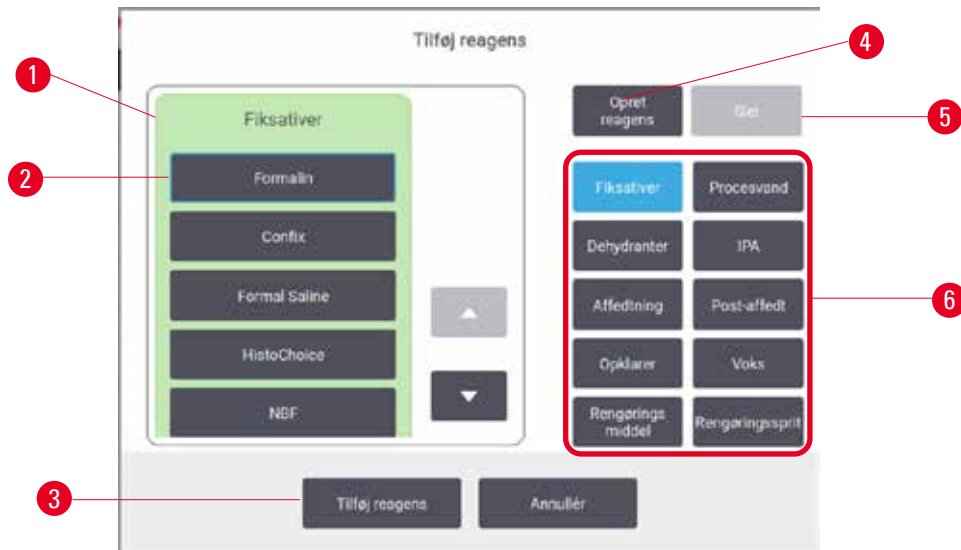 Tilføj reagens
1
2
3
4
5
6
Fiksativer
Formalin
Confix
Formal Saline
HistoChoice
NBF
Opret
reagens
Slet
Fiksativer
Procesvand
Dehydranter
IPA
Affedtning
Post-affedt
Opklarer
Voks
Rengørings
middel
Rengøringssprit
Tilføj reagens
Annullér